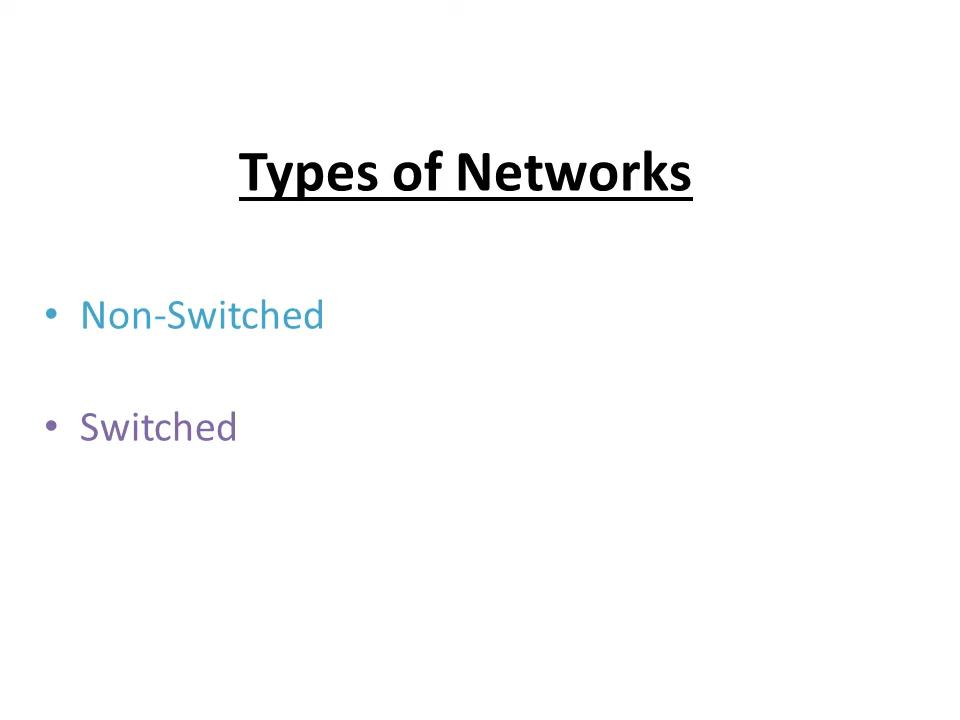 Types of Networks
• Non-Switched
• Switched